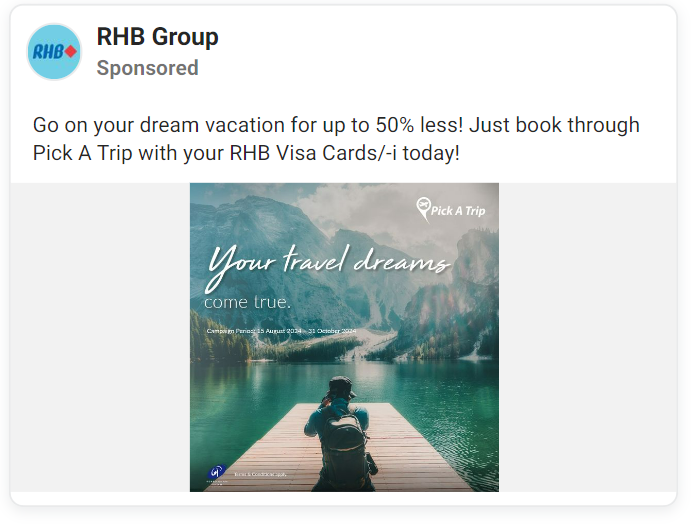 RHB
RHB Group
Sponsored
Go on your dream vacation for up to 50% less! Just book through
Pick A Trip with your RHB Visa Cards/-i today!
Pick A Trip
Your travel dreams
come true.
Campaign Period: 15 August 2024 – 31 October 2024
Terms & Conditions apply.